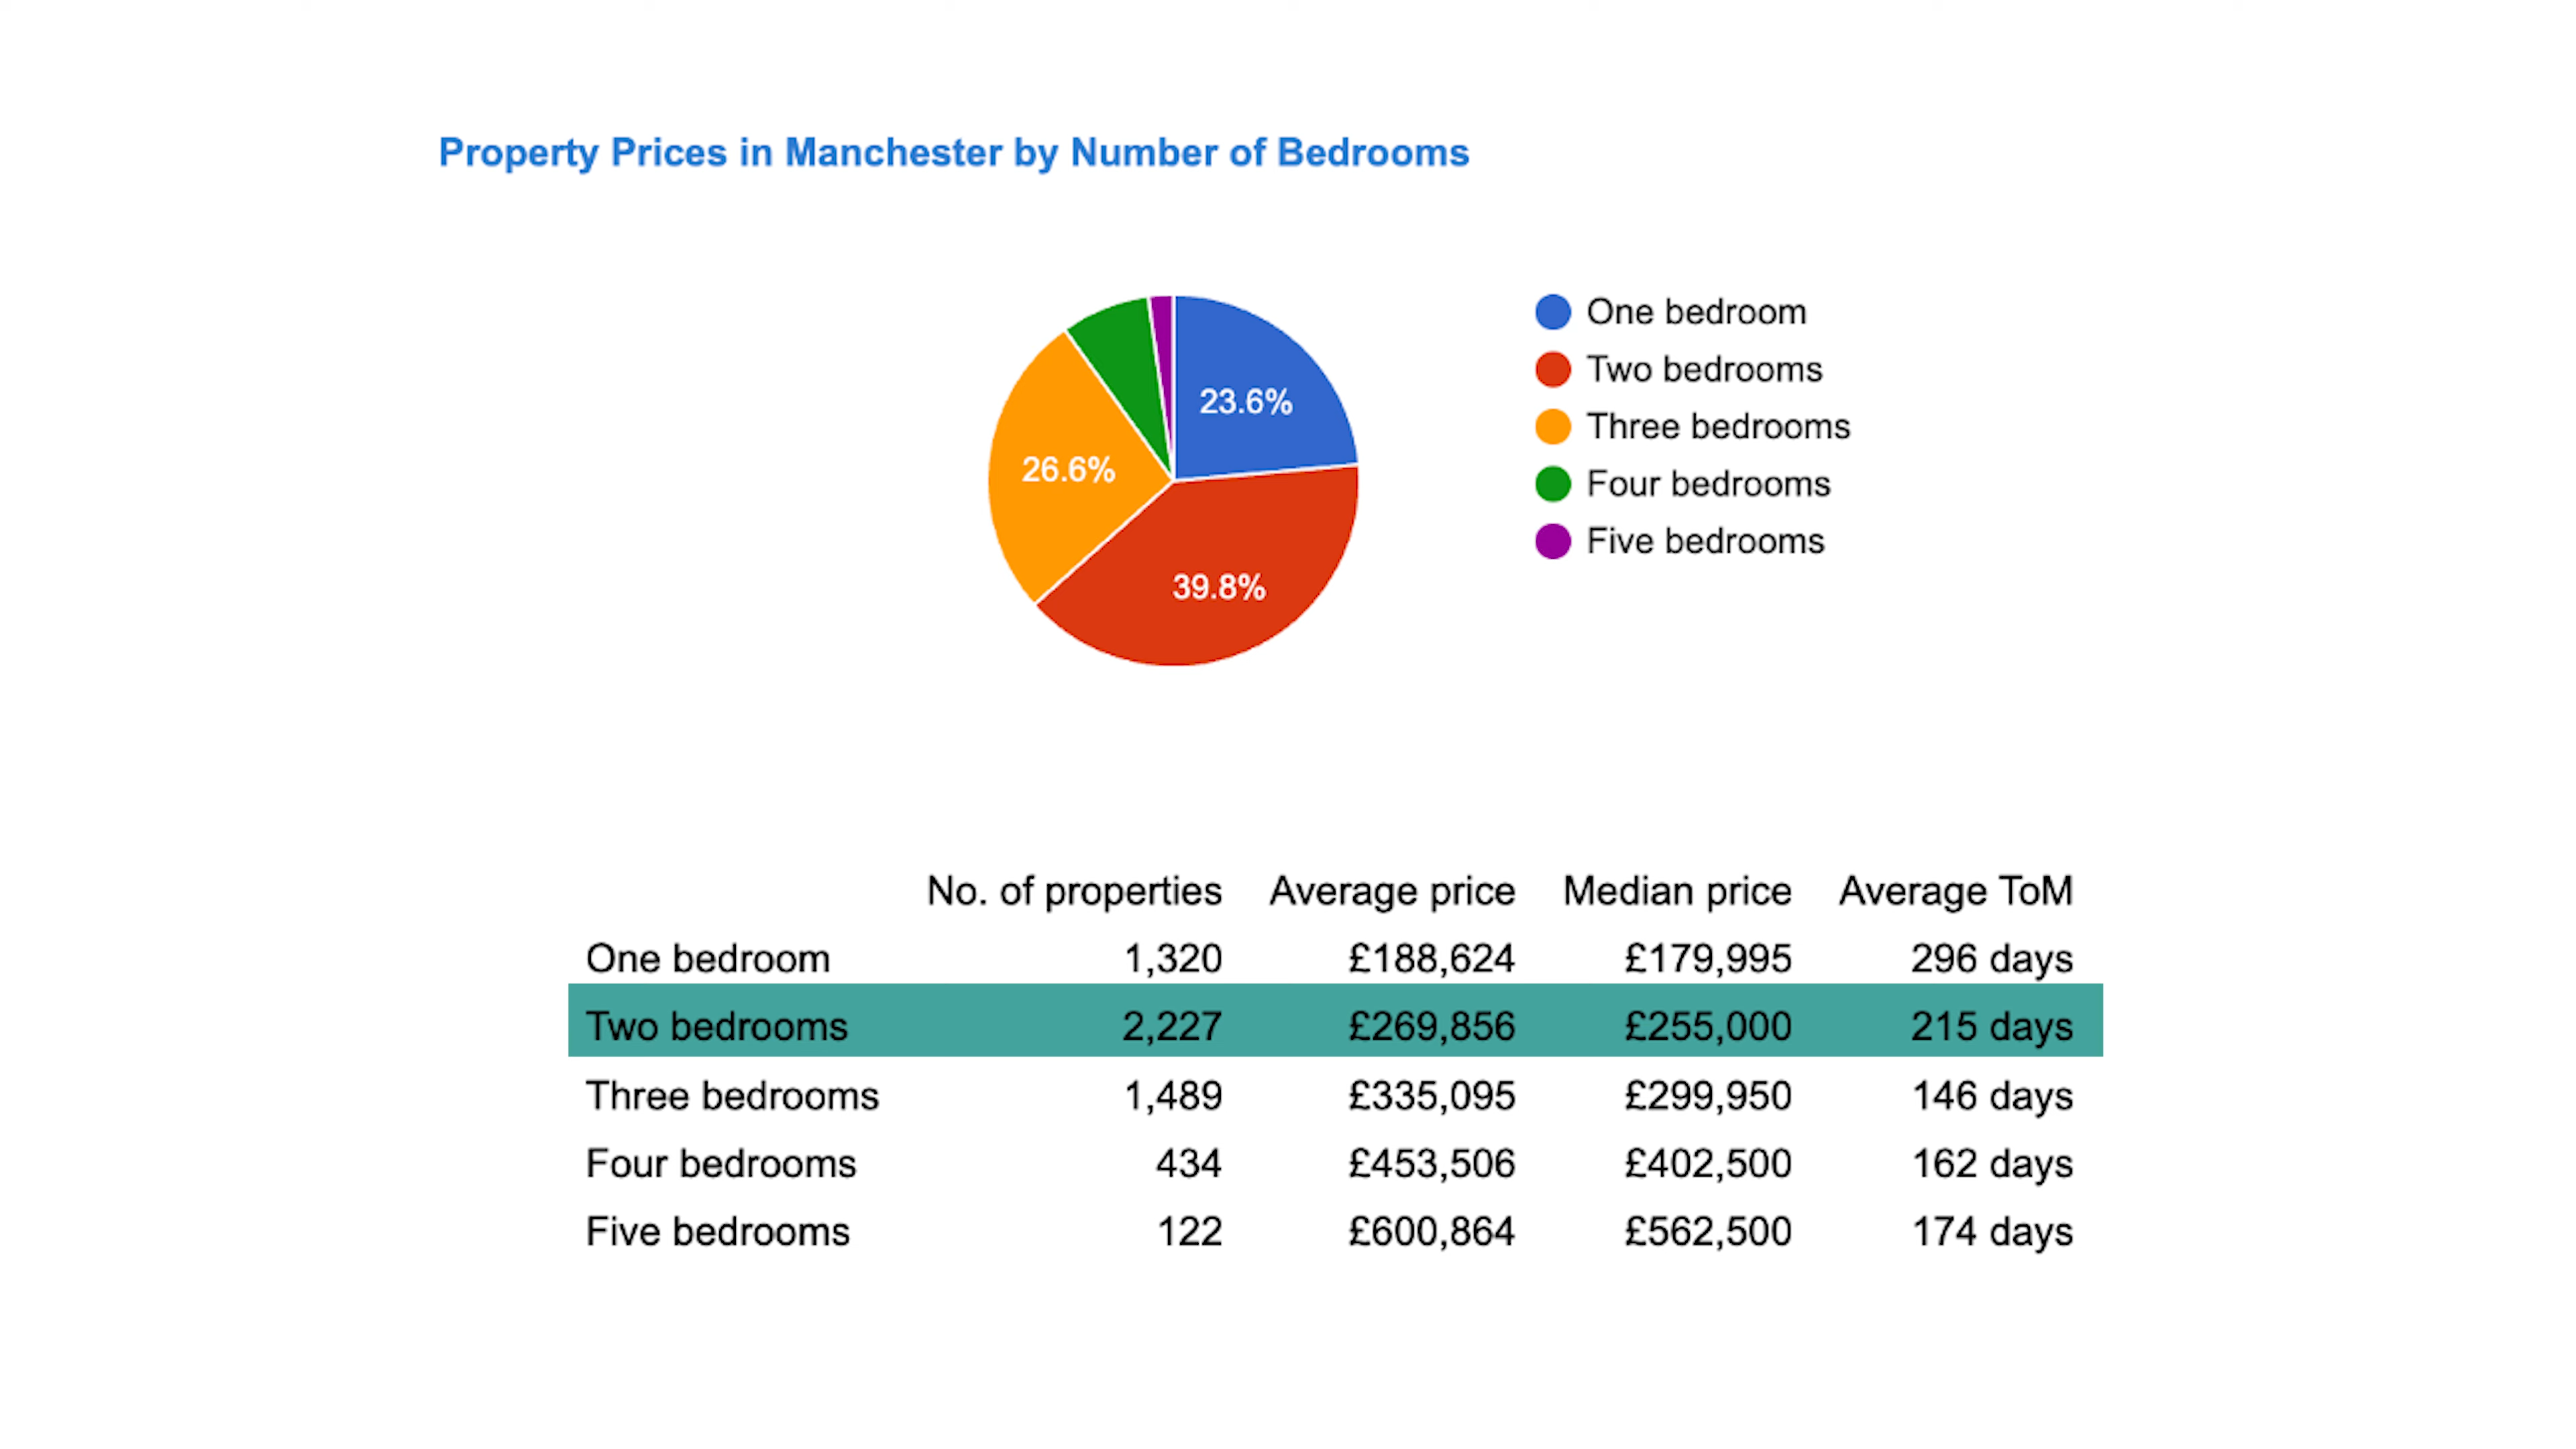 Property Prices in Manchester by Number of Bedrooms
One bedroom
Two bedrooms
Three bedrooms
Four bedrooms
Five bedrooms
23.6%
26.6%
39.8%
No. of properties Average price Median price Average ToM
One bedroom 1,320 £188,624 £179,995 296 days
Two bedrooms 2,227 £269,856 £255,000 215 days
Three bedrooms 1,489 £335,095 £299,950 146 days
Four bedrooms 434 £453,506 £402,500 162 days
Five bedrooms 122 £600,864 £562,500 174 days